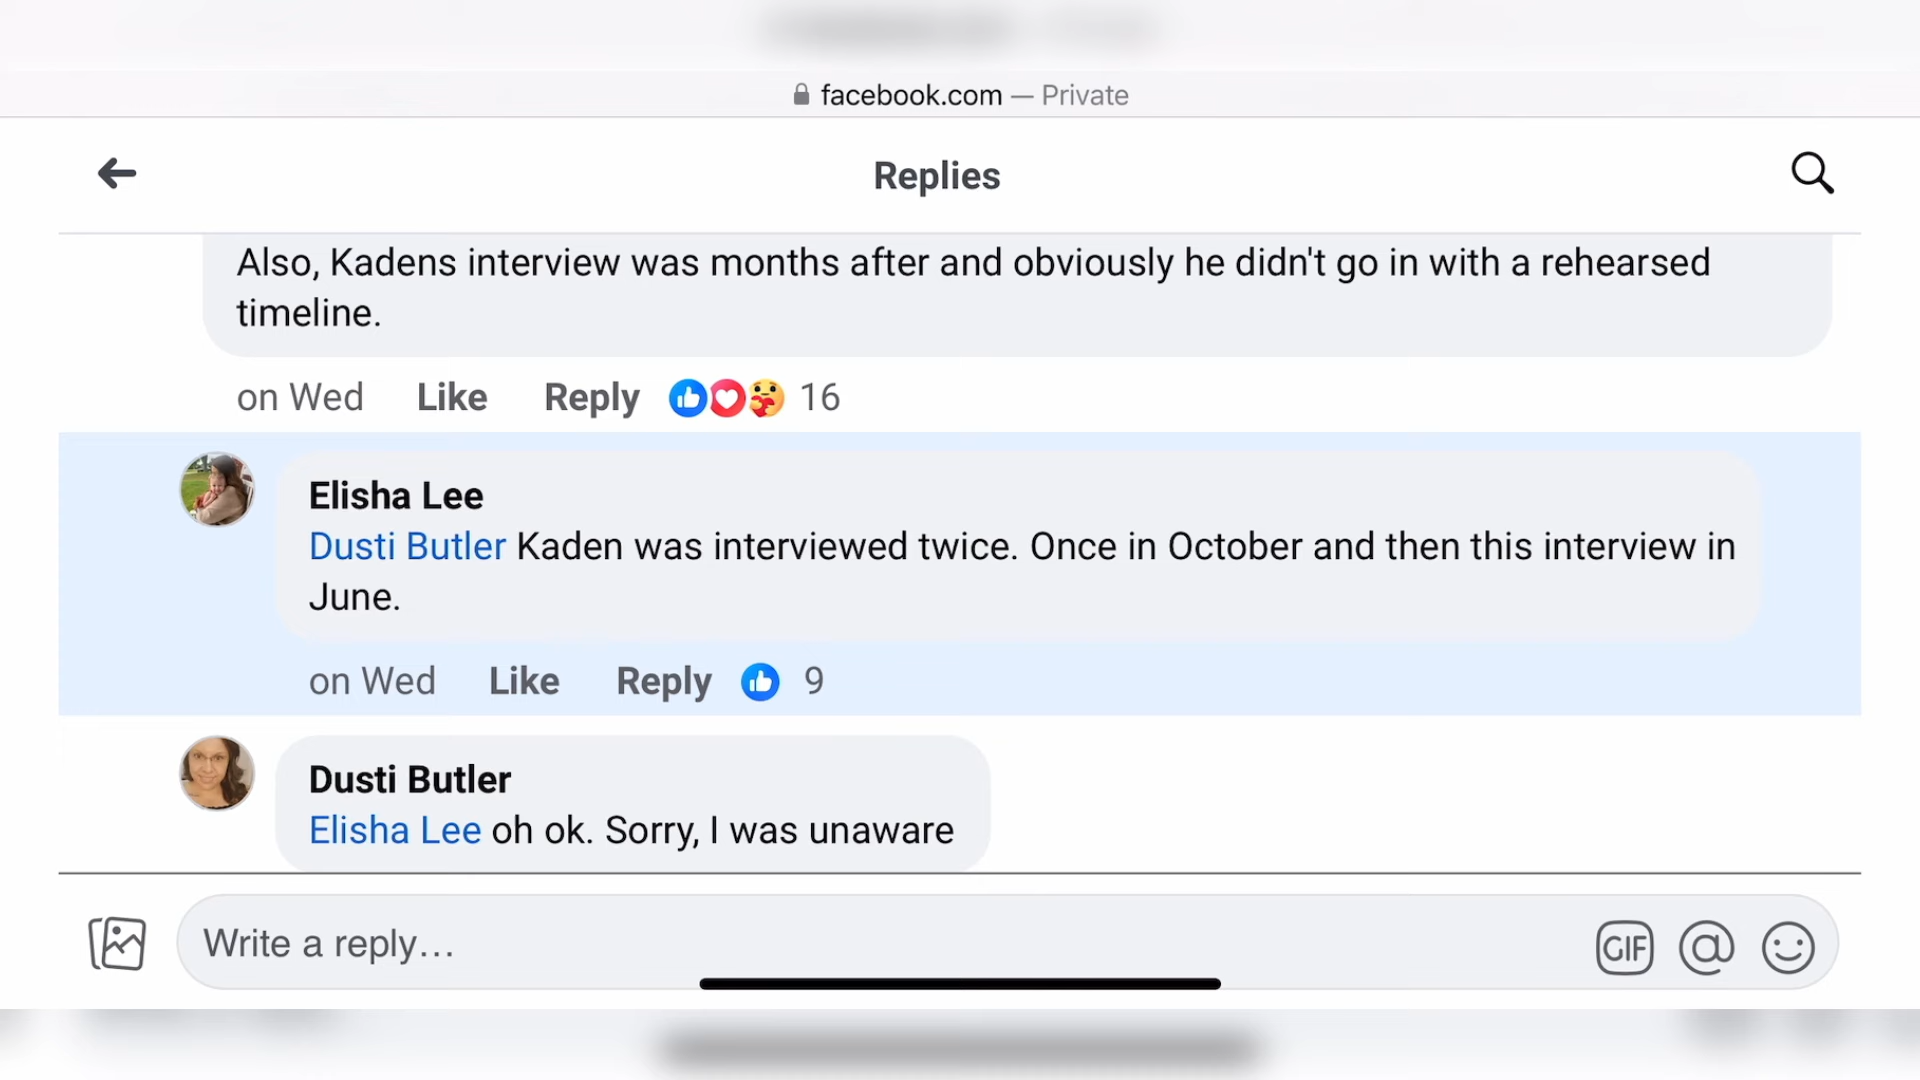 facebook.com — Private
Replies
Also, Kadens interview was months after and obviously he didn't go in with a rehearsed
timeline.
on Wed Like Reply 16
Elisha Lee
Dusti Butler Kaden was interviewed twice. Once in October and then this interview in
June.
on Wed Like Reply 9
Dusti Butler
Elisha Lee oh ok. Sorry, I was unaware
Write a reply...
GIF @